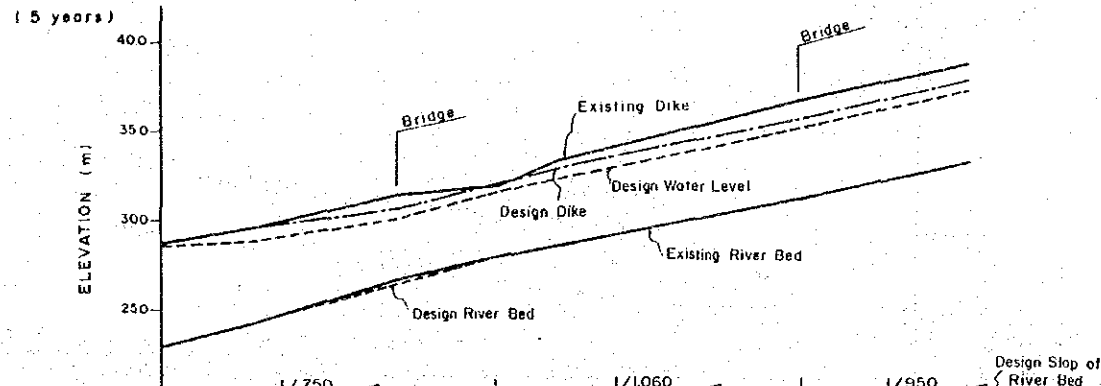 (5 years)
400
Bridge
Bridge
Existing Dike
350
ELEVATION (m)
Design Water Level
Design Dike
300
Existing River Bed
250
Design River Bed
Design Slop of
River Bed
1/750
1/1,060
1/950